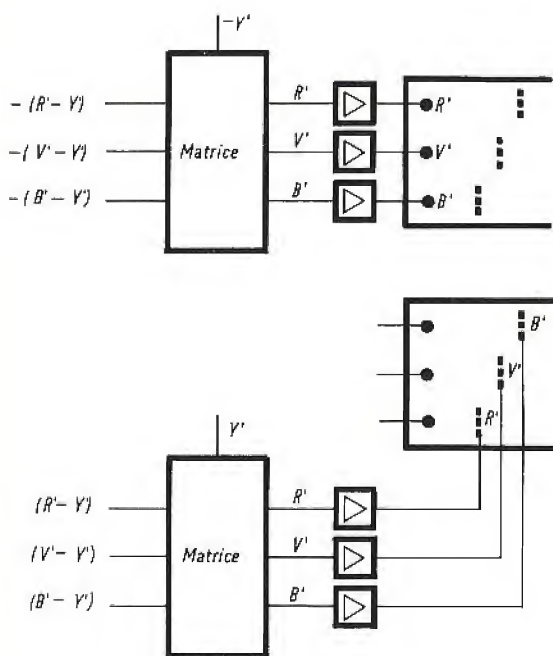 -Y'
-(R'-Y') R' R'
-(V'-Y') Matrice V' V'
-(B'-Y') B' B'
B'
V'
Y' R'
(R'-Y') R'
(V'-Y') Matrice V'
(B'-Y') B'